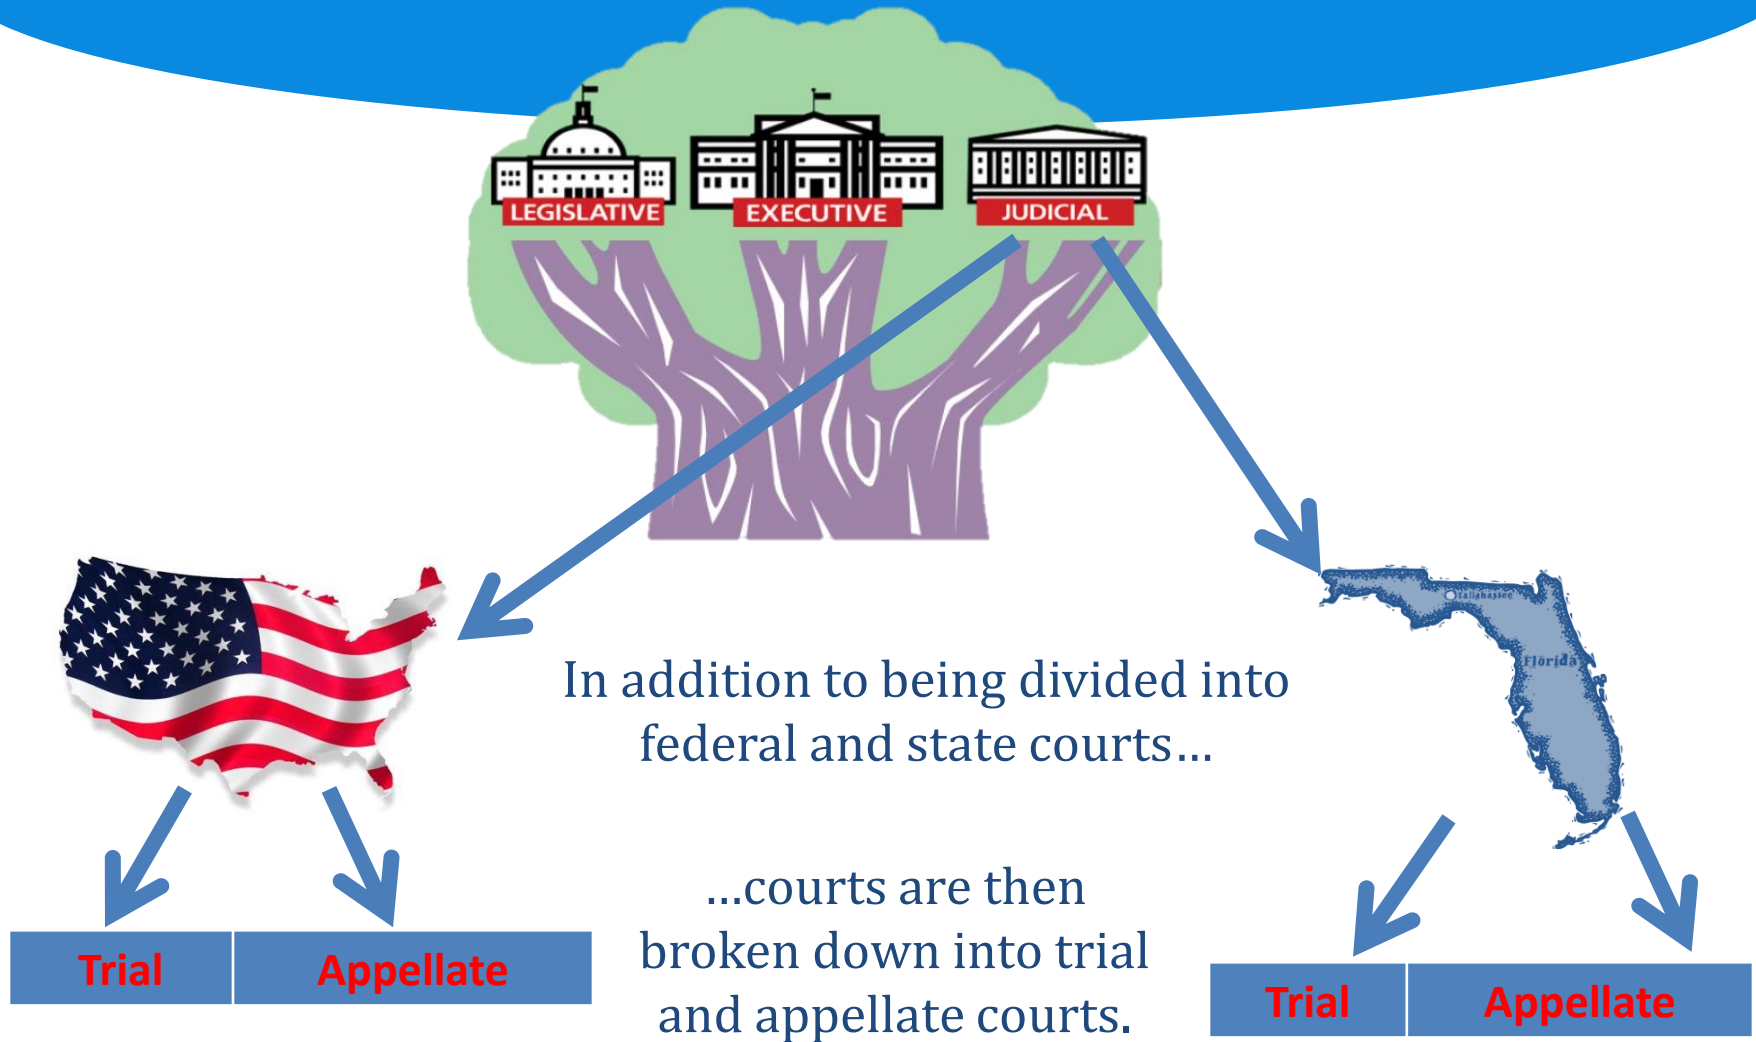 LEGISLATIVE
EXECUTIVE
JUDICIAL
Tallahassee
Florida
In addition to being divided into
federal and state courts…
…courts are then
broken down into trial
and appellate courts.
Trial
Appellate
Trial
Appellate